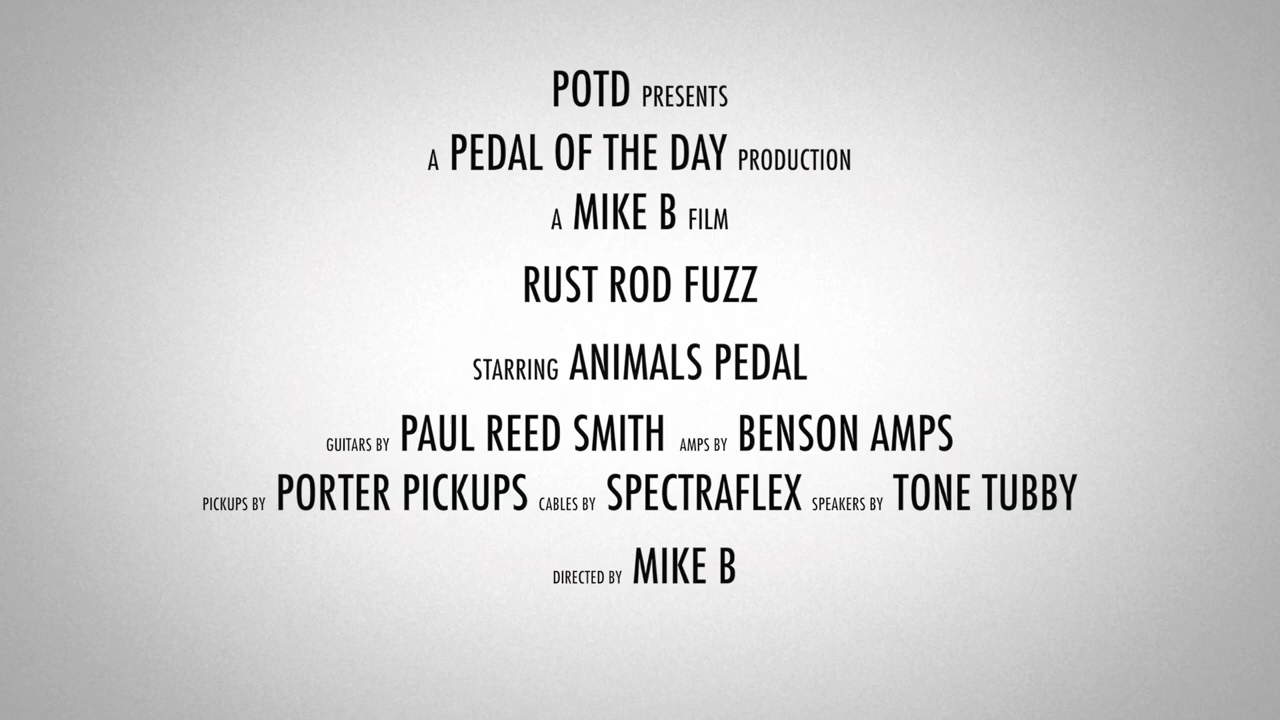 POTD PRESENTS
A PEDAL OF THE DAY PRODUCTION
A MIKE B FILM
RUST ROD FUZZ
STARRING ANIMALS PEDAL
GUITARS BY PAUL REED SMITH AMPS BY BENSON AMPS
PICKUPS BY PORTER PICKUPS CABLES BY SPECTRAFLEX SPEAKERS BY TONE TUBBY
DIRECTED BY MIKE B